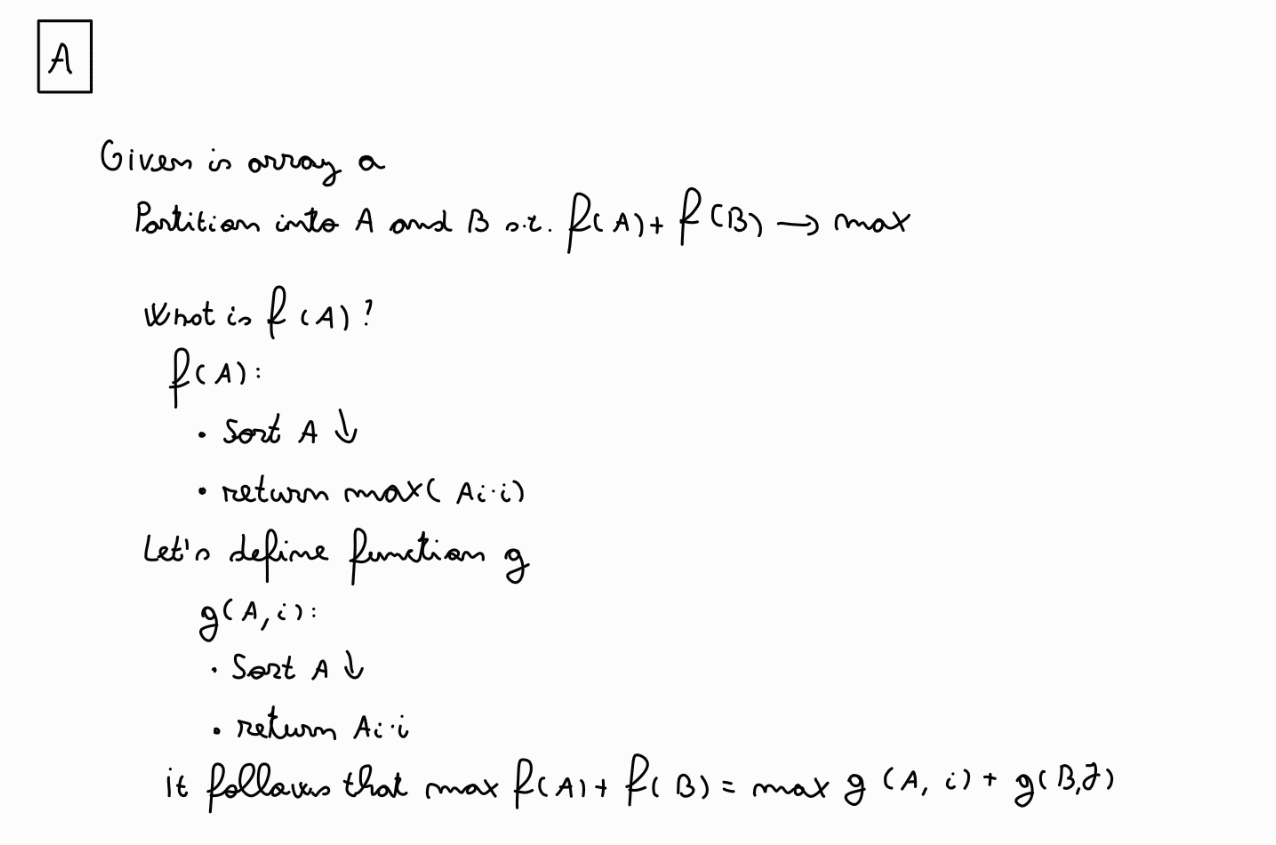 A
Given is array a
Partition into A and B s.t. f(A)+ f(B) → max
What is f(A)?
f(A):
• Sort A ↓
• return max( Ai·i)
Let's define function g
g(A, i):
• Sort A ↓
• return Ai·i
it follows that max f(A)+ f(B) = max g (A, i) + g(B,J)